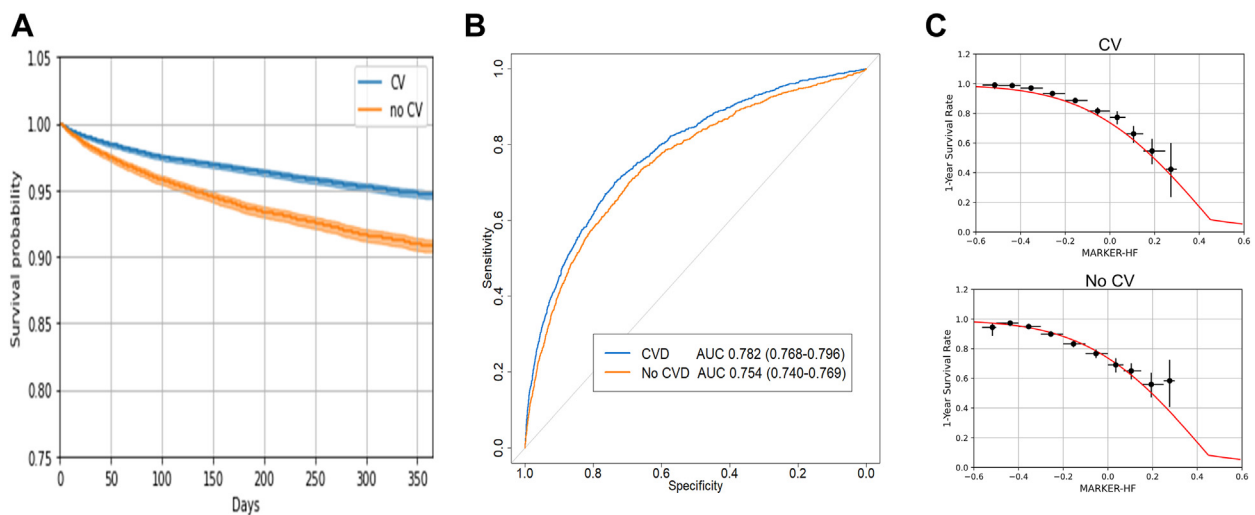 A
1.05
1.00
0.95
0.90
0.85
0.80
0.75
0 50 100 150 200 250 300 350
Survival probability
Days
CV
no CV
B
1.0
0.8
0.6
0.4
0.2
0.0
Sensitivity
1.0 0.8 0.6 0.4 0.2 0.0
Specificity
CVD AUC 0.782 (0.768-0.796)
No CVD AUC 0.754 (0.740-0.769)
C
CV
1.2
1.0
0.8
0.6
0.4
0.2
0.0
1-Year Survival Rate
−0.6 −0.4 −0.2 0.0 0.2 0.4 0.6
MARKER-HF
No CV
1.2
1.0
0.8
0.6
0.4
0.2
0.0
1-Year Survival Rate
−0.6 −0.4 −0.2 0.0 0.2 0.4 0.6
MARKER-HF